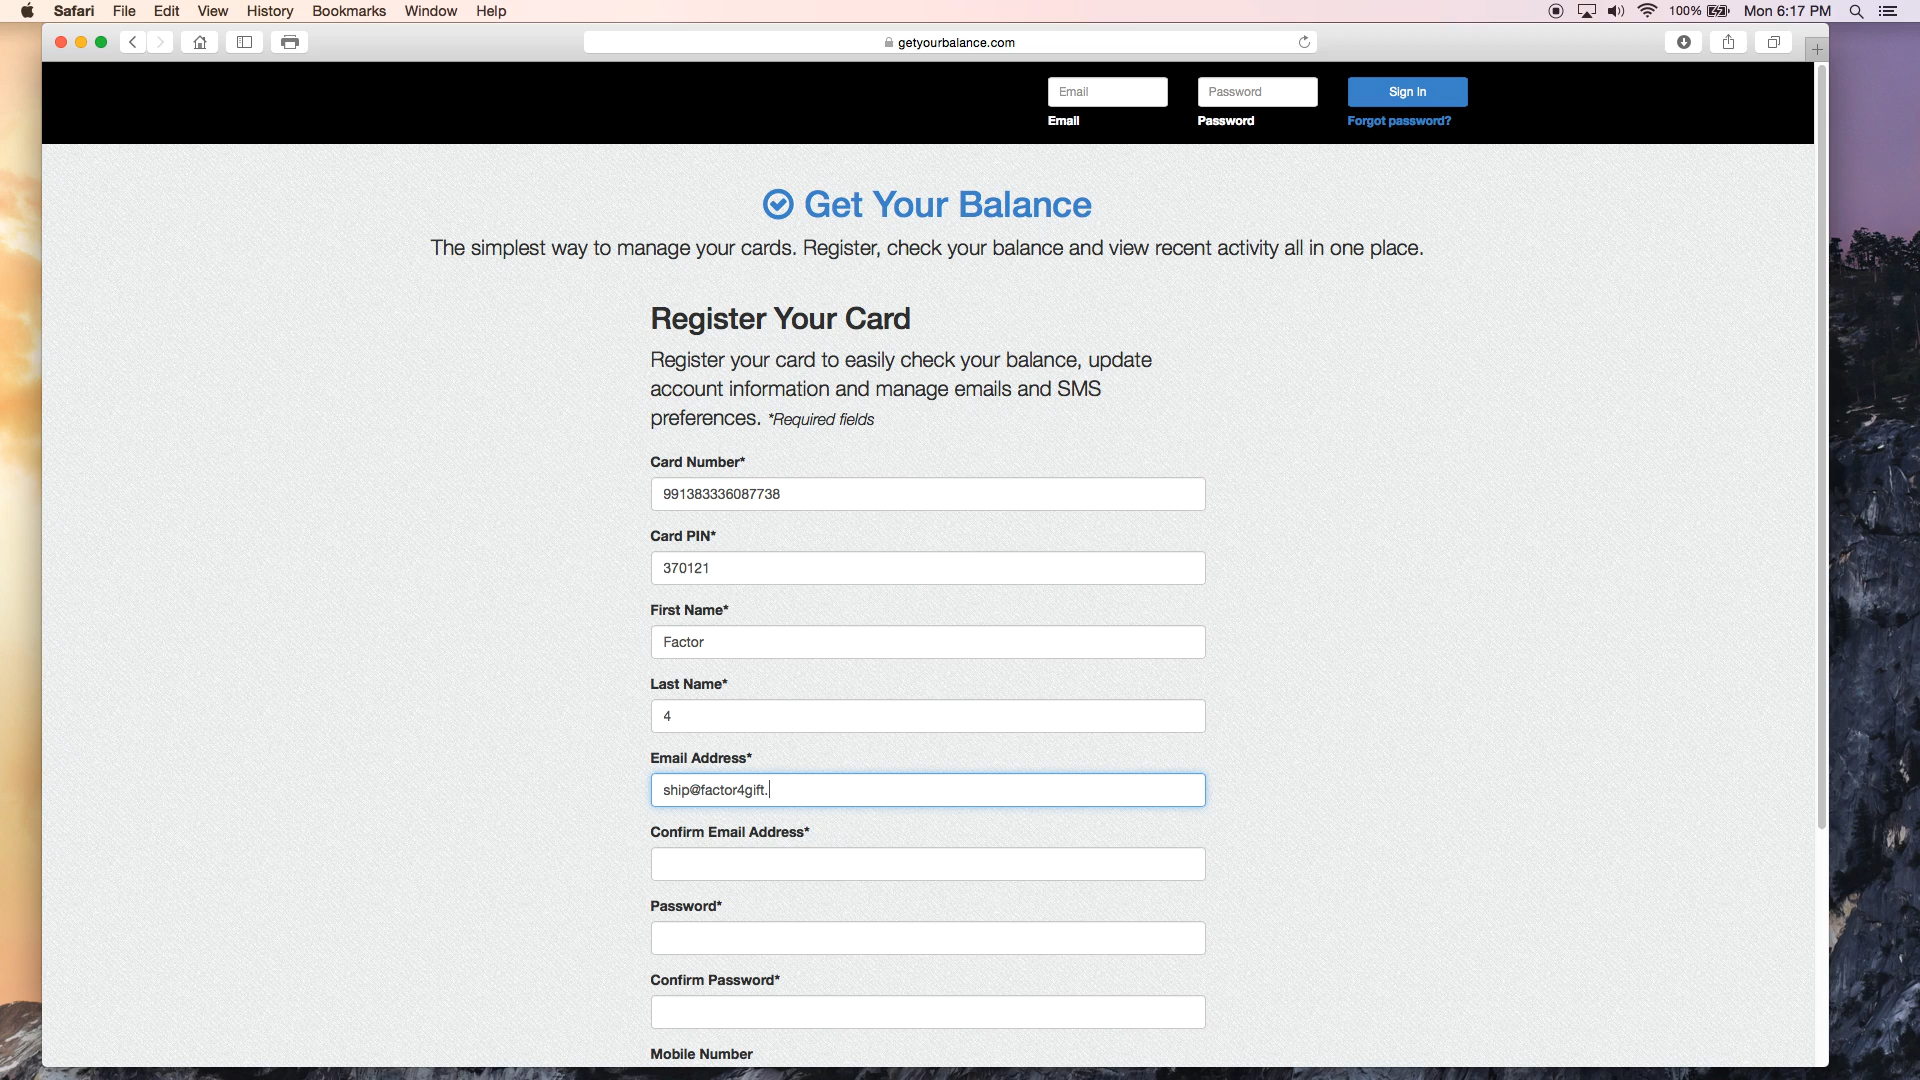 Safari File Edit View History Bookmarks Window Help 100% Mon 6:17 PM
getyourbalance.com
Email Password Sign In
Email Password Forgot password?
Get Your Balance
The simplest way to manage your cards. Register, check your balance and view recent activity all in one place.
Register Your Card
Register your card to easily check your balance, update
account information and manage emails and SMS
preferences. *Required fields
Card Number*
991383336087738
Card PIN*
370121
First Name*
Factor
Last Name*
4
Email Address*
ship@factor4gift.
Confirm Email Address*
Password*
Confirm Password*
Mobile Number